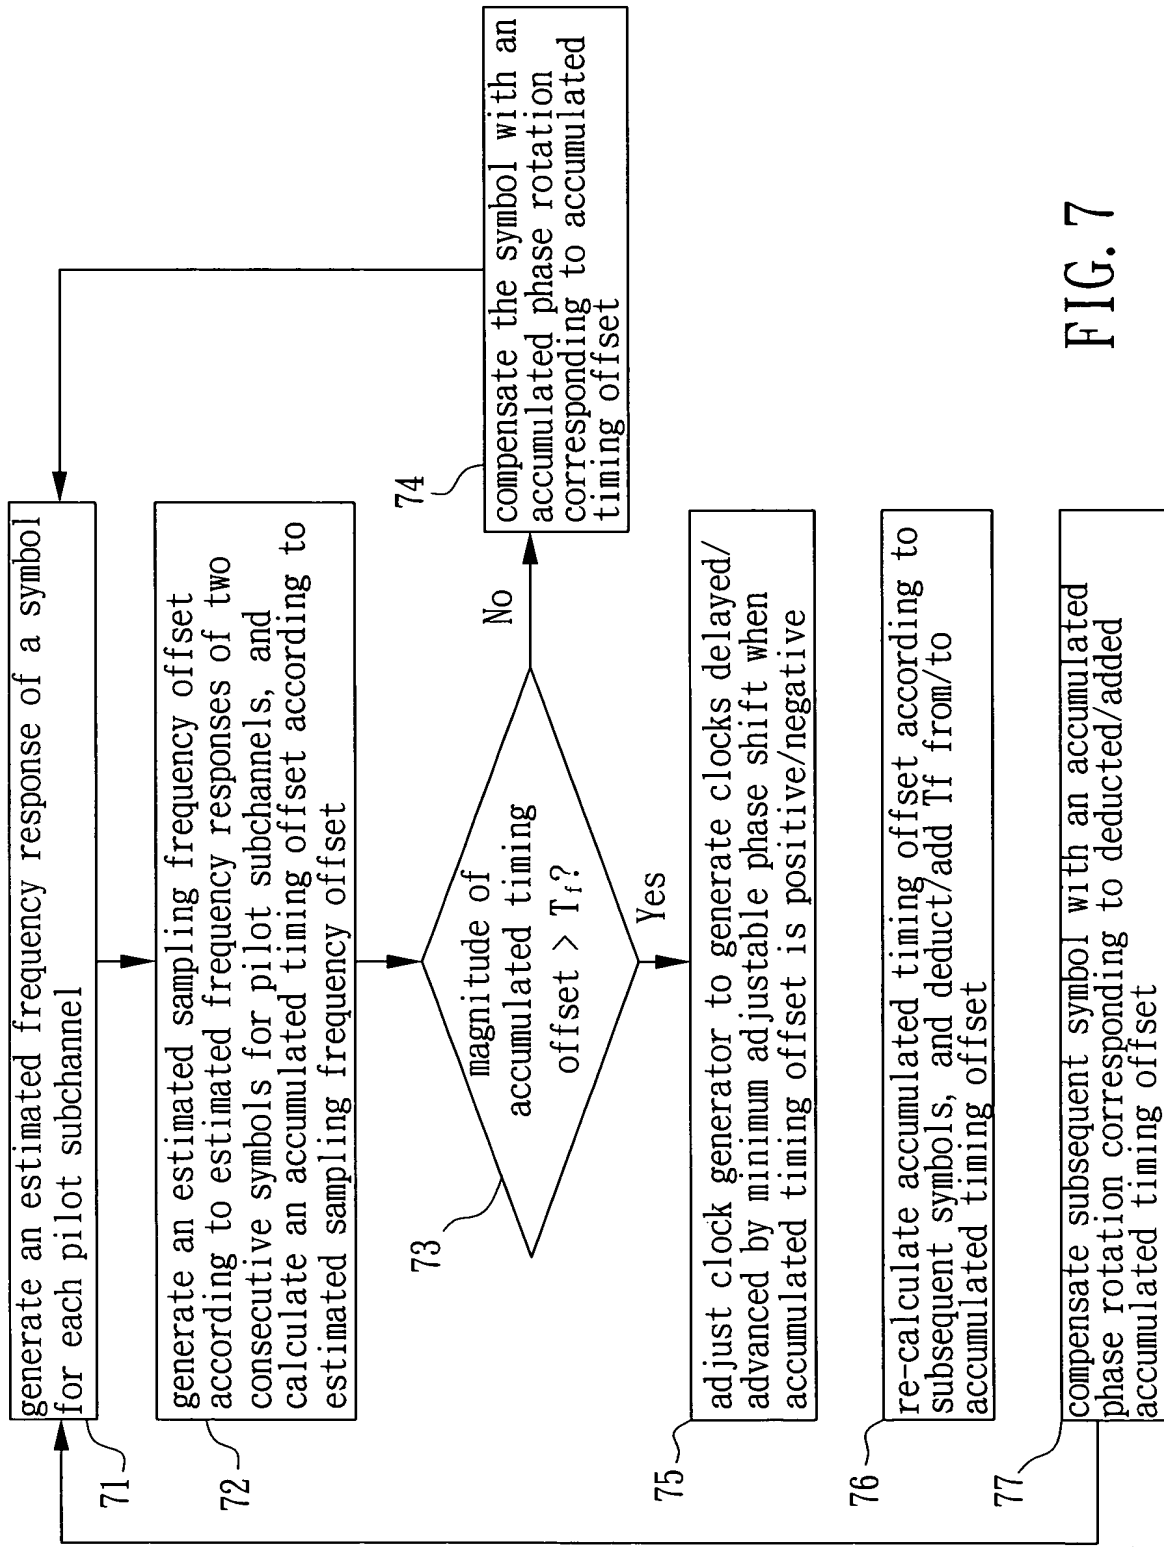 generate an estimated frequency response of a symbol
for each pilot subchannel
71
generate an estimated sampling frequency offset
according to estimated frequency responses of two
consecutive symbols for pilot subchannels, and
calculate an accumulated timing offset according to
estimated sampling frequency offset
72
magnitude of
accumulated timing
offset > Tf?
73
No
Yes
74
compensate the symbol with an
accumulated phase rotation
corresponding to accumulated
timing offset
adjust clock generator to generate clocks delayed/
advanced by minimum adjustable phase shift when
accumulated timing offset is positive/negative
75
re-calculate accumulated timing offset according to
subsequent symbols, and deduct/add Tf from/to
accumulated timing offset
76
compensate subsequent symbol with an accumulated
phase rotation corresponding to deducted/added
accumulated timing offset
77
FIG. 7